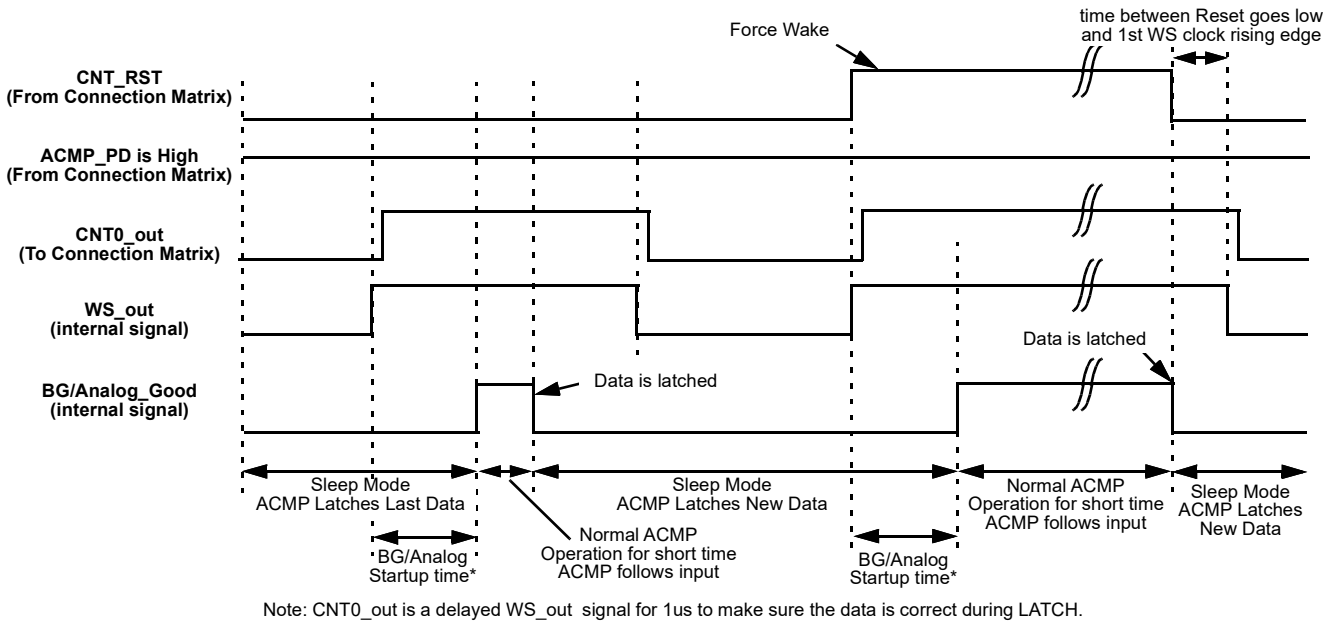 time between Reset goes low
and 1st WS clock rising edge
Force Wake
CNT_RST
(From Connection Matrix)
ACMP_PD is High
(From Connection Matrix)
CNT0_out
(To Connection Matrix)
WS_out
(internal signal)
Data is latched
BG/Analog_Good
(internal signal)
Data is latched
Sleep Mode
ACMP Latches Last Data
Sleep Mode
ACMP Latches New Data
Normal ACMP
Operation for short time
ACMP follows input
Sleep Mode
ACMP Latches
New Data
Normal ACMP
Operation for short time
ACMP follows input
BG/Analog
Startup time*
BG/Analog
Startup time*
Note: CNT0_out is a delayed WS_out signal for 1us to make sure the data is correct during LATCH.